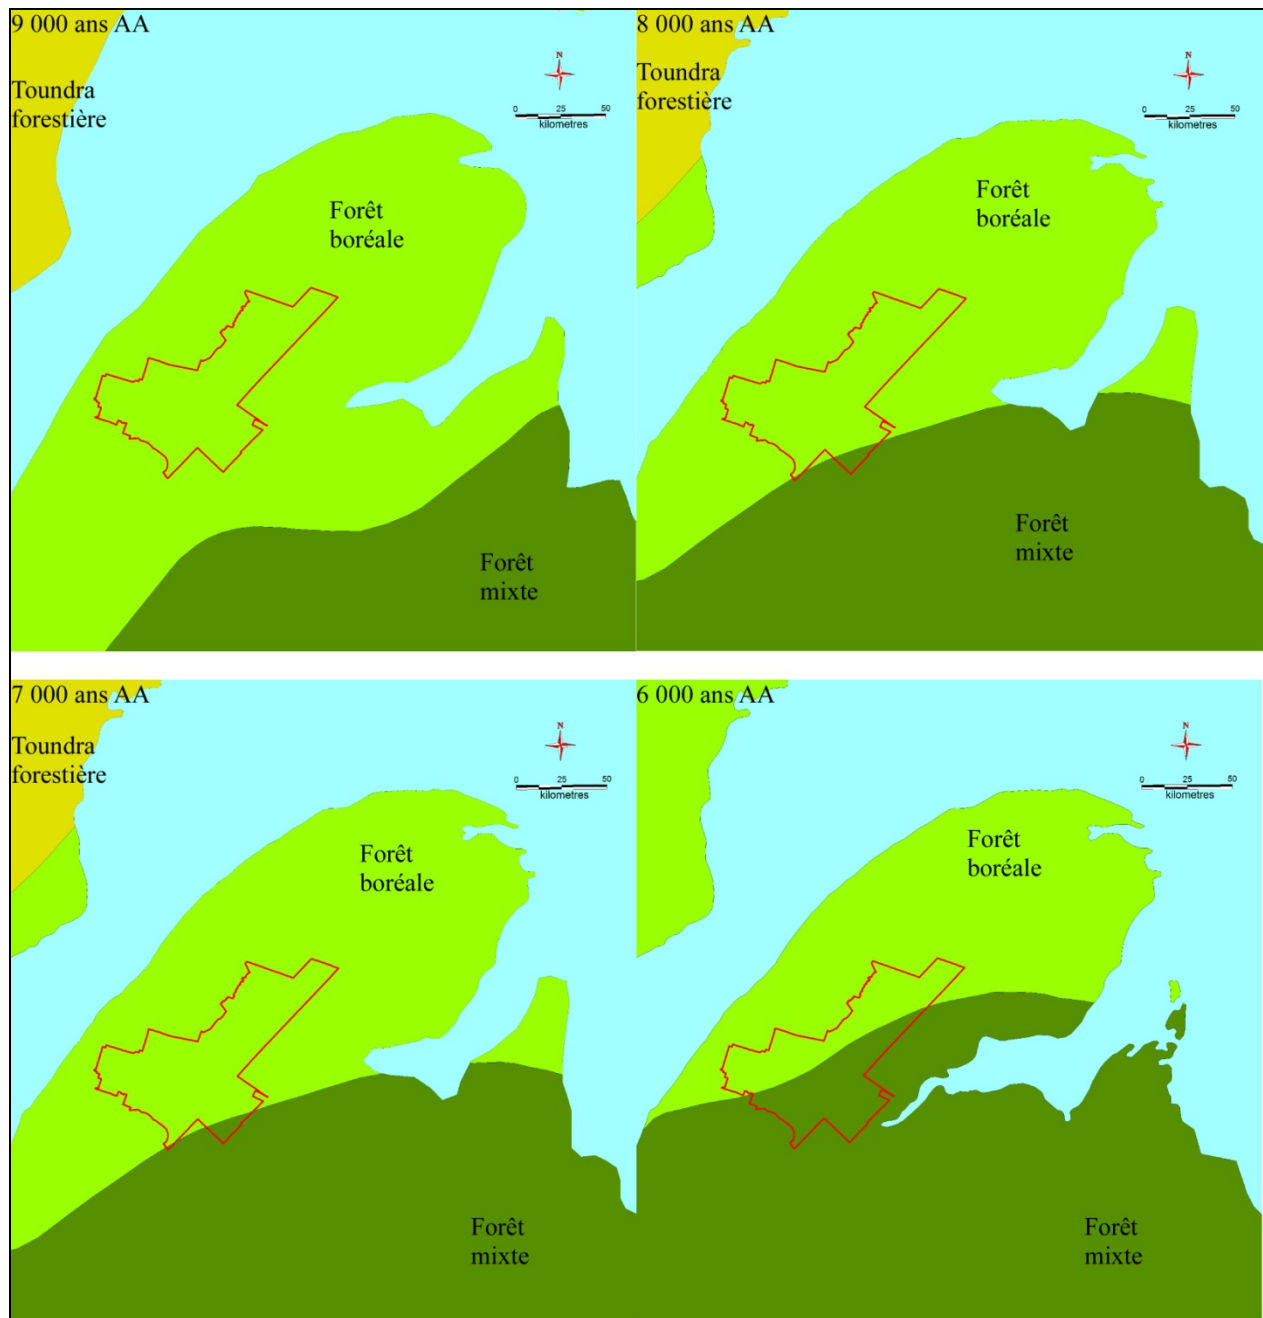 9 000 ans AA
Toundra
forestière
N
0 25 50
kilometres
Forêt
boréale
Forêt
mixte
8 000 ans AA
Toundra
forestière
N
0 25 50
kilometres
Forêt
boréale
Forêt
mixte
7 000 ans AA
Toundra
forestière
N
0 25 50
kilometres
Forêt
boréale
Forêt
mixte
6 000 ans AA
N
0 25 50
kilometres
Forêt
boréale
Forêt
mixte